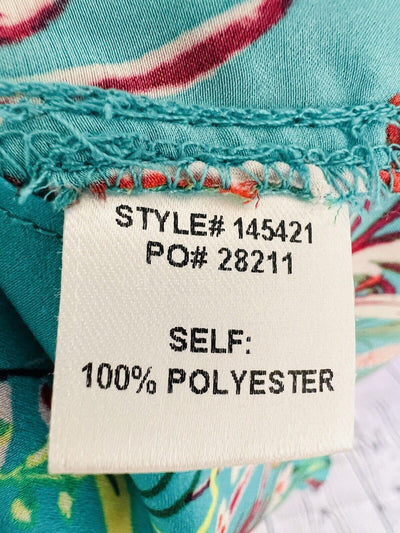 STYLE# 145421
PO# 28211
SELF:
100% POLYESTER